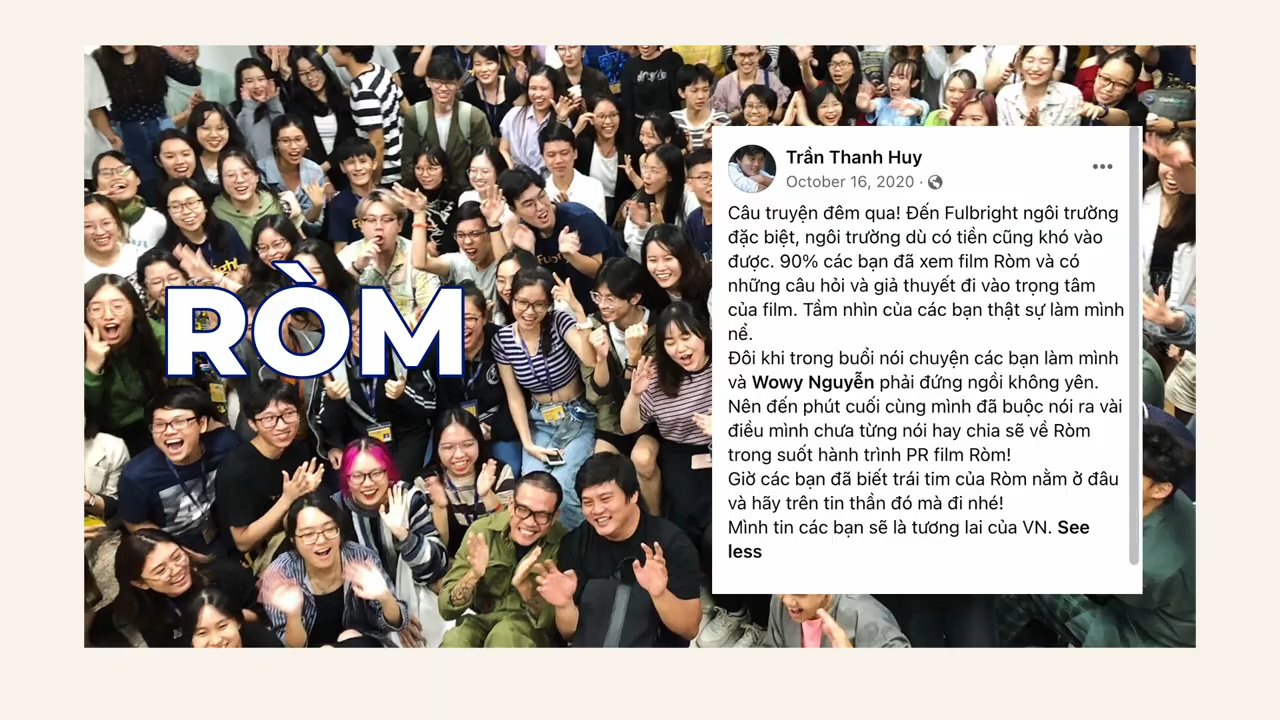 RÒM
Trần Thanh Huy
October 16, 2020 ·
Câu truyện đêm qua! Đến Fulbright ngôi trường
đặc biệt, ngôi trường dù có tiền cũng khó vào
được. 90% các bạn đã xem film Ròm và có
những câu hỏi và giả thuyết đi vào trọng tâm
của film. Tầm nhìn của các bạn thật sự làm mình
nể.
Đôi khi trong buổi nói chuyện các bạn làm mình
và Wowy Nguyễn phải đứng ngồi không yên.
Nên đến phút cuối cùng mình đã buộc nói ra vài
điều mình chưa từng nói hay chia sẽ về Ròm
trong suốt hành trình PR film Ròm!
Giờ các bạn đã biết trái tim của Ròm nằm ở đâu
và hãy trên tin thần đó mà đi nhé!
Mình tin các bạn sẽ là tương lai của VN. See
less